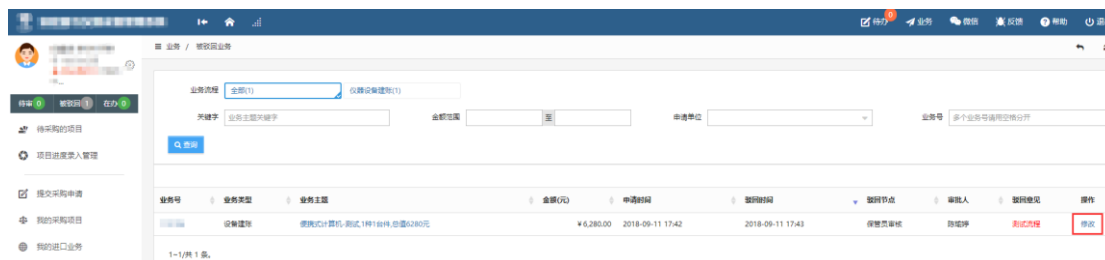 待办 0 业务 微信 反馈 帮助
业务 / 被驳回业务
待审 0 被驳回 1 在办 0
待采购的项目
项目进度录入管理
提交采购申请
我的采购项目
我的进口业务
业务流程 全部(1) 仪器设备建账(1)
关键字 业务主题关键字 金额范围 至 申请单位 业务号 多个业务号请用空格分开
查询
业务号 业务类型 业务主题 金额(元) 申请时间 驳回时间 驳回节点 审批人 驳回意见 操作
设备建账 便携式计算机-测试,1种1台件,总值6280元 ¥6,280.00 2018-09-11 17:42 2018-09-11 17:43 保管员审核 测试流程 修改
1-1/共 1 条。